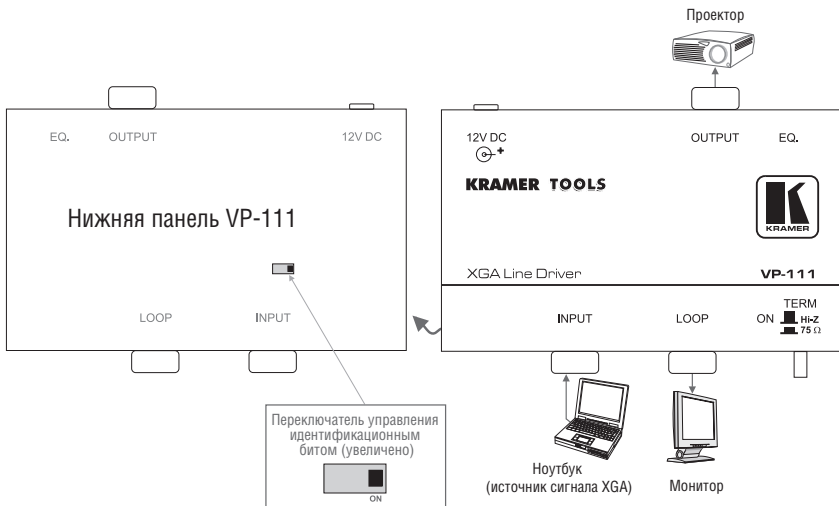 Проектор
EQ. OUTPUT 12V DC
Нижняя панель VP-111
LOOP INPUT
Переключатель управления
идентификационным
битом (увеличено)
ON
12V DC OUTPUT EQ.
+
KRAMER TOOLS
K
KRAMER
XGA Line Driver VP-111
INPUT LOOP ON TERM
Hi-Z
75 Ω
Ноутбук
(источник сигнала XGA)
Монитор